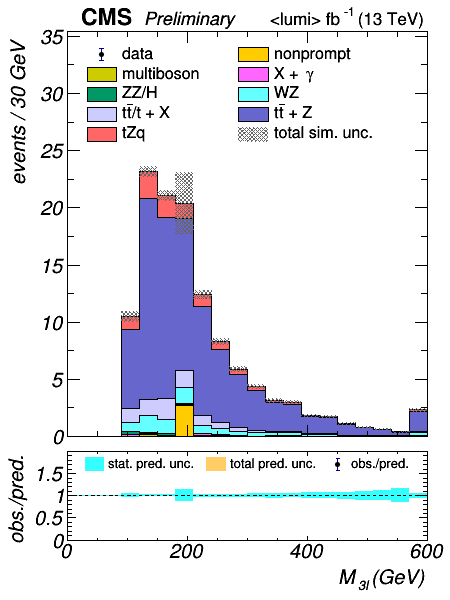 CMS Preliminary <lumi> fb⁻¹ (13 TeV)
events / 30 GeV
35
30
25
20
15
10
5
0
data
nonprompt
multiboson
X + γ
ZZ/H
WZ
tt̄/t + X
tt̄ + Z
tZq
total sim. unc.
obs./pred.
1.5
1
0.5
0
stat. pred. unc.
total pred. unc.
obs./pred.
0 200 400 600
M₃ₗ (GeV)